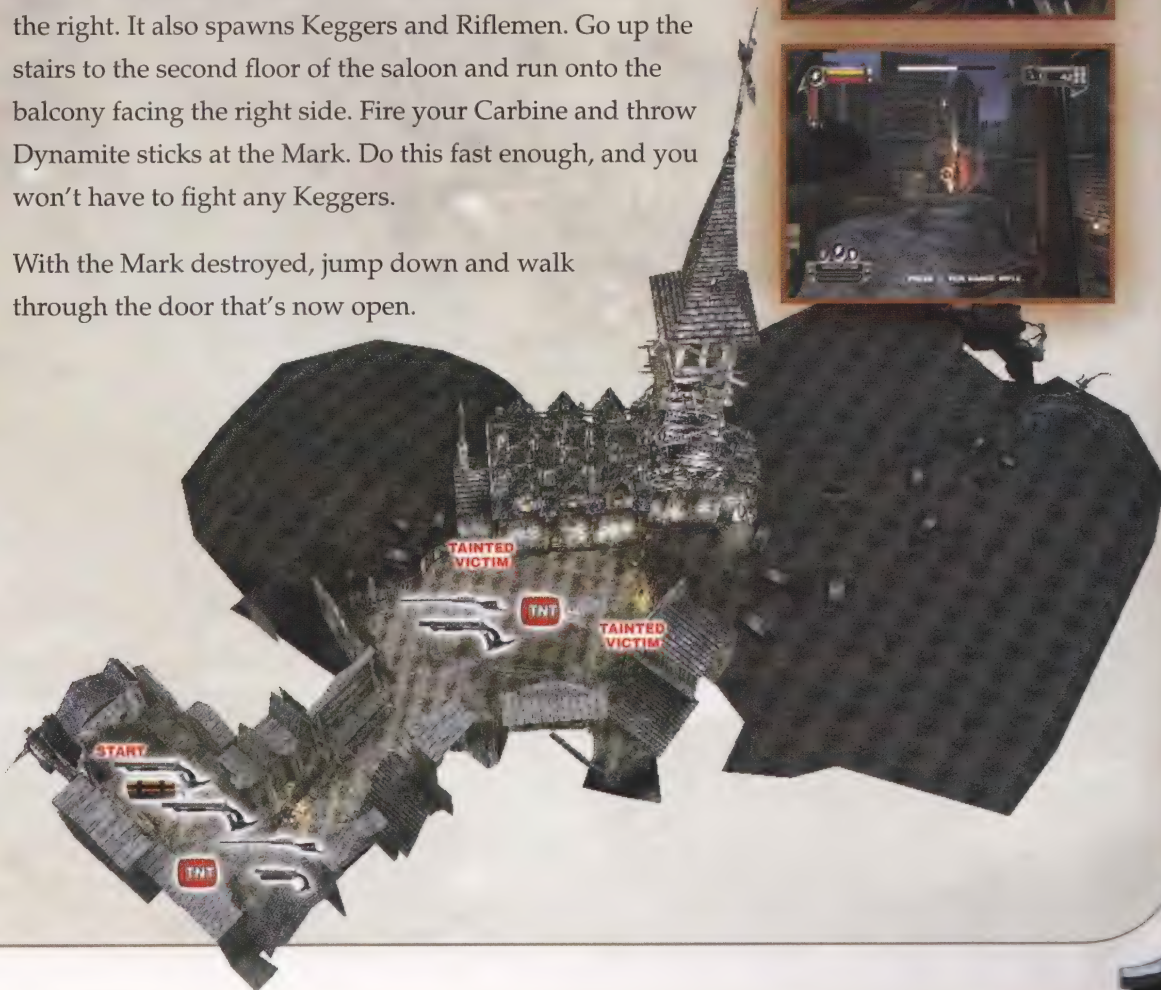 the right. It also spawns Keggers and Riflemen. Go up the
stairs to the second floor of the saloon and run onto the
balcony facing the right side. Fire your Carbine and throw
Dynamite sticks at the Mark. Do this fast enough, and you
won't have to fight any Keggers.
With the Mark destroyed, jump down and walk
through the door that's now open.
TAINTED
VICTIM
TNT
TAINTED
VICTIM
START
TNT